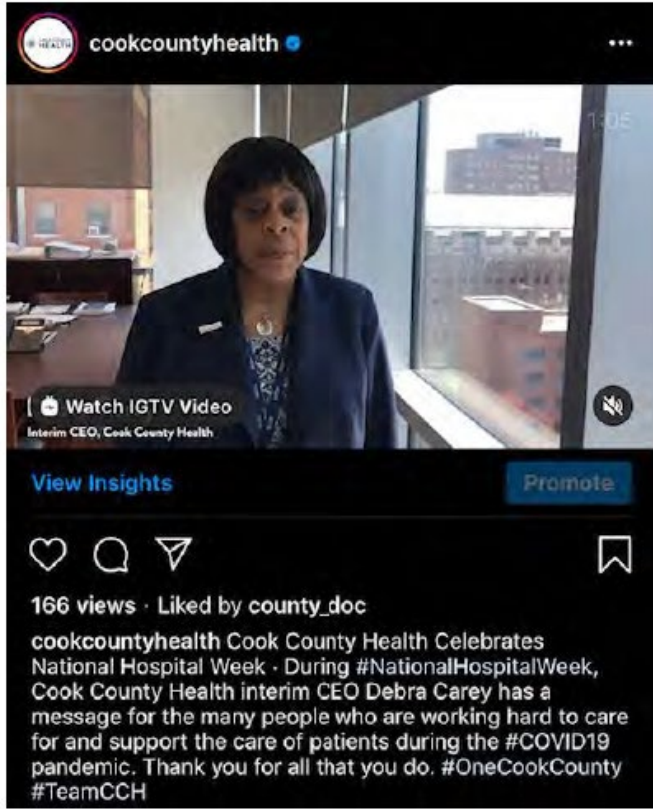 HEALTH
cookcountyhealth
1:05
Watch IGTV Video
Interim CEO, Cook County Health
View Insights
Promote
166 views · Liked by county_doc
cookcountyhealth Cook County Health Celebrates
National Hospital Week · During #NationalHospitalWeek,
Cook County Health interim CEO Debra Carey has a
message for the many people who are working hard to care
for and support the care of patients during the #COVID19
pandemic. Thank you for all that you do. #OneCookCounty
#TeamCCH